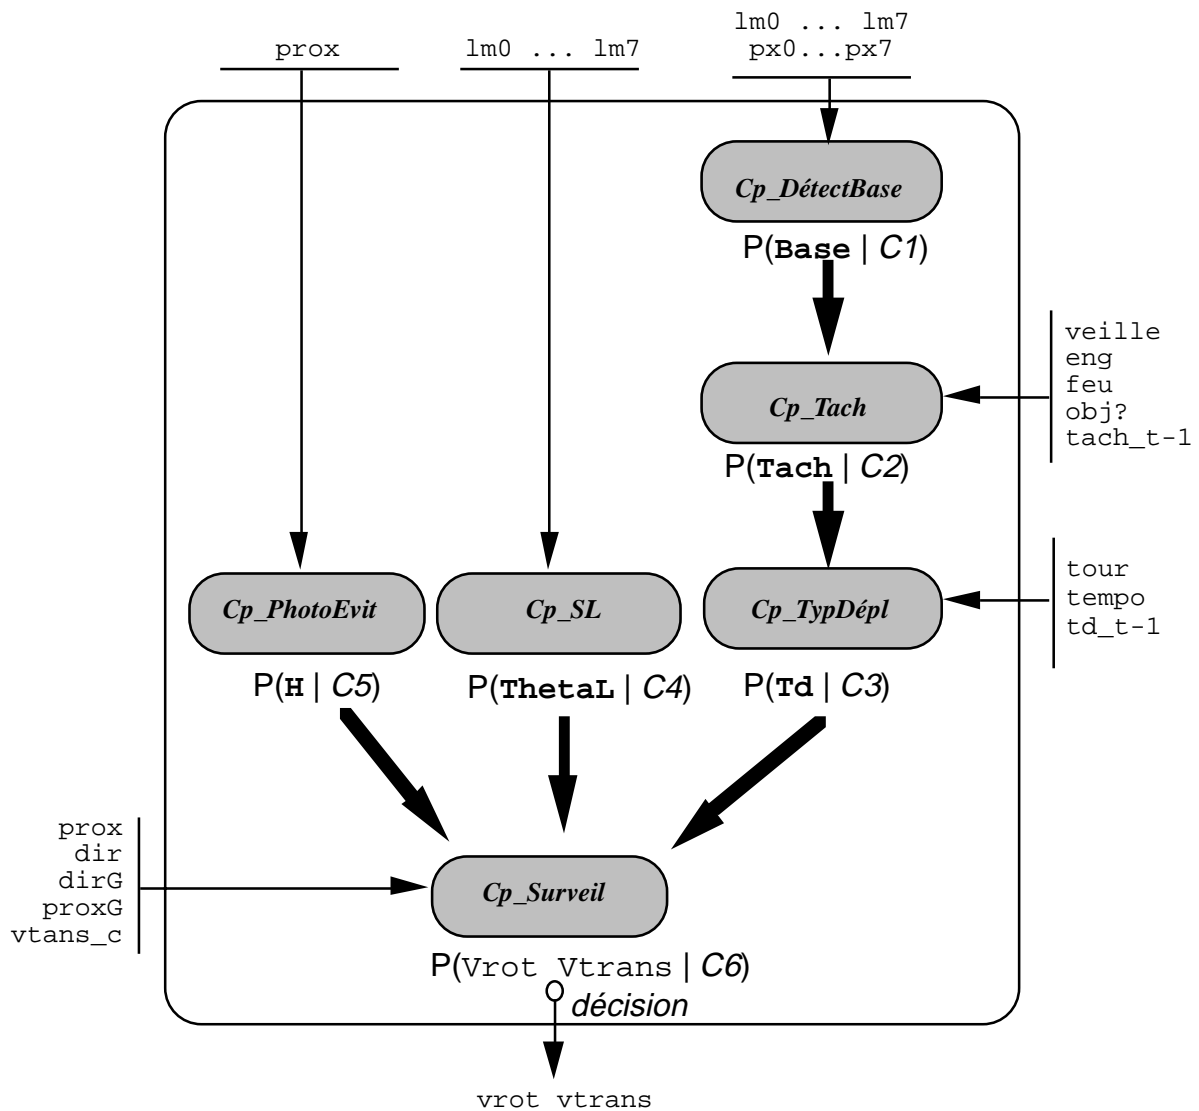 lm0 ... lm7
prox
lm0 ... lm7
px0...px7
Cp_DétectBase
P(Base | C1)
veille
eng
feu
obj?
tach_t-1
Cp_Tach
P(Tach | C2)
tour
tempo
td_t-1
Cp_PhotoEvit
Cp_SL
Cp_TypDépl
P(H | C5)
P(ThetaL | C4)
P(Td | C3)
prox
dir
dirG
proxG
vtans_c
Cp_Surveil
P(Vrot Vtrans | C6)
décision
vrot vtrans